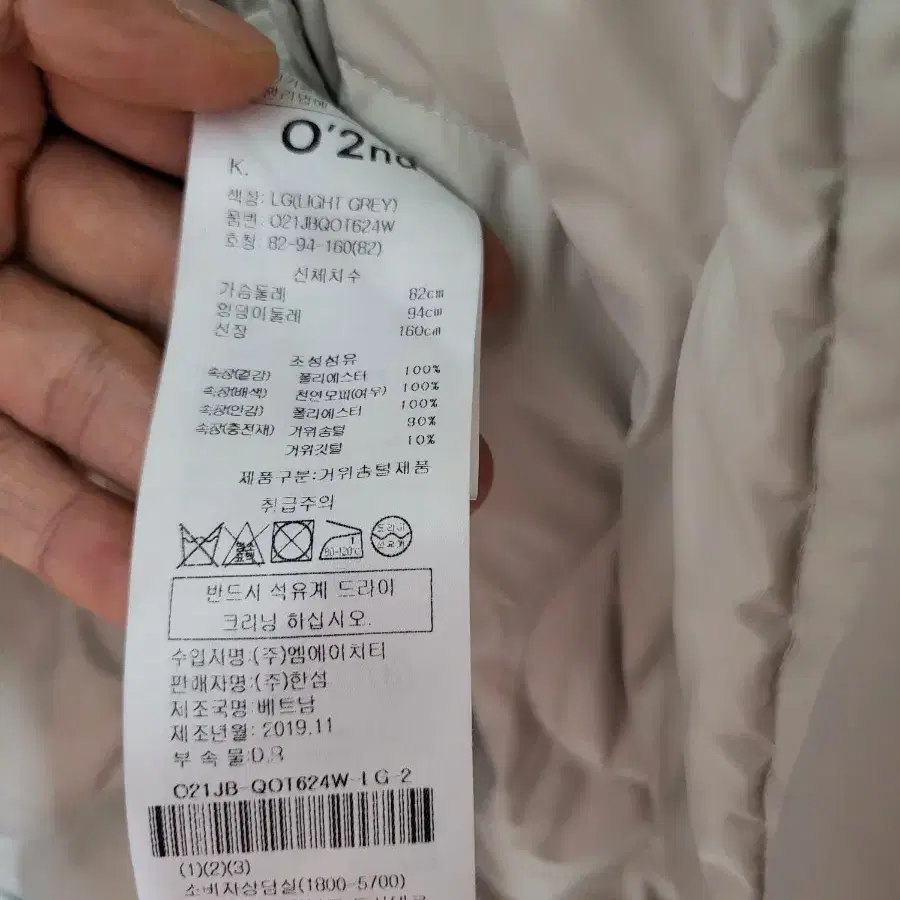 O'2nd
K.
색상: LG(LIGHT GREY)
품번: O21JBQOT624W
호칭: 82-94-160(82)
신체치수
가슴둘레 82cm
엉덩이둘레 94cm
신장 160cm
조성섬유
속장(겉감) 폴리에스터 100%
속장(배색) 천연모피(여우) 100%
속장(안감) 폴리에스터 100%
속장(충전재) 거위솜털 90%
거위깃털 10%
제품구분:거위솜털제품
취급주의
80-120℃ 드라이
석유계
반드시 석유계 드라이
크리닝 하십시오.
수입자명:(주)엠에이치티
판매자명:(주)한섬
제조국명:베트남
제조년월: 2019.11
부 속 물:D,B
O21JB-QOT624W-LG-2
(1)(2)(3)
소비자상담실(1800-5700)